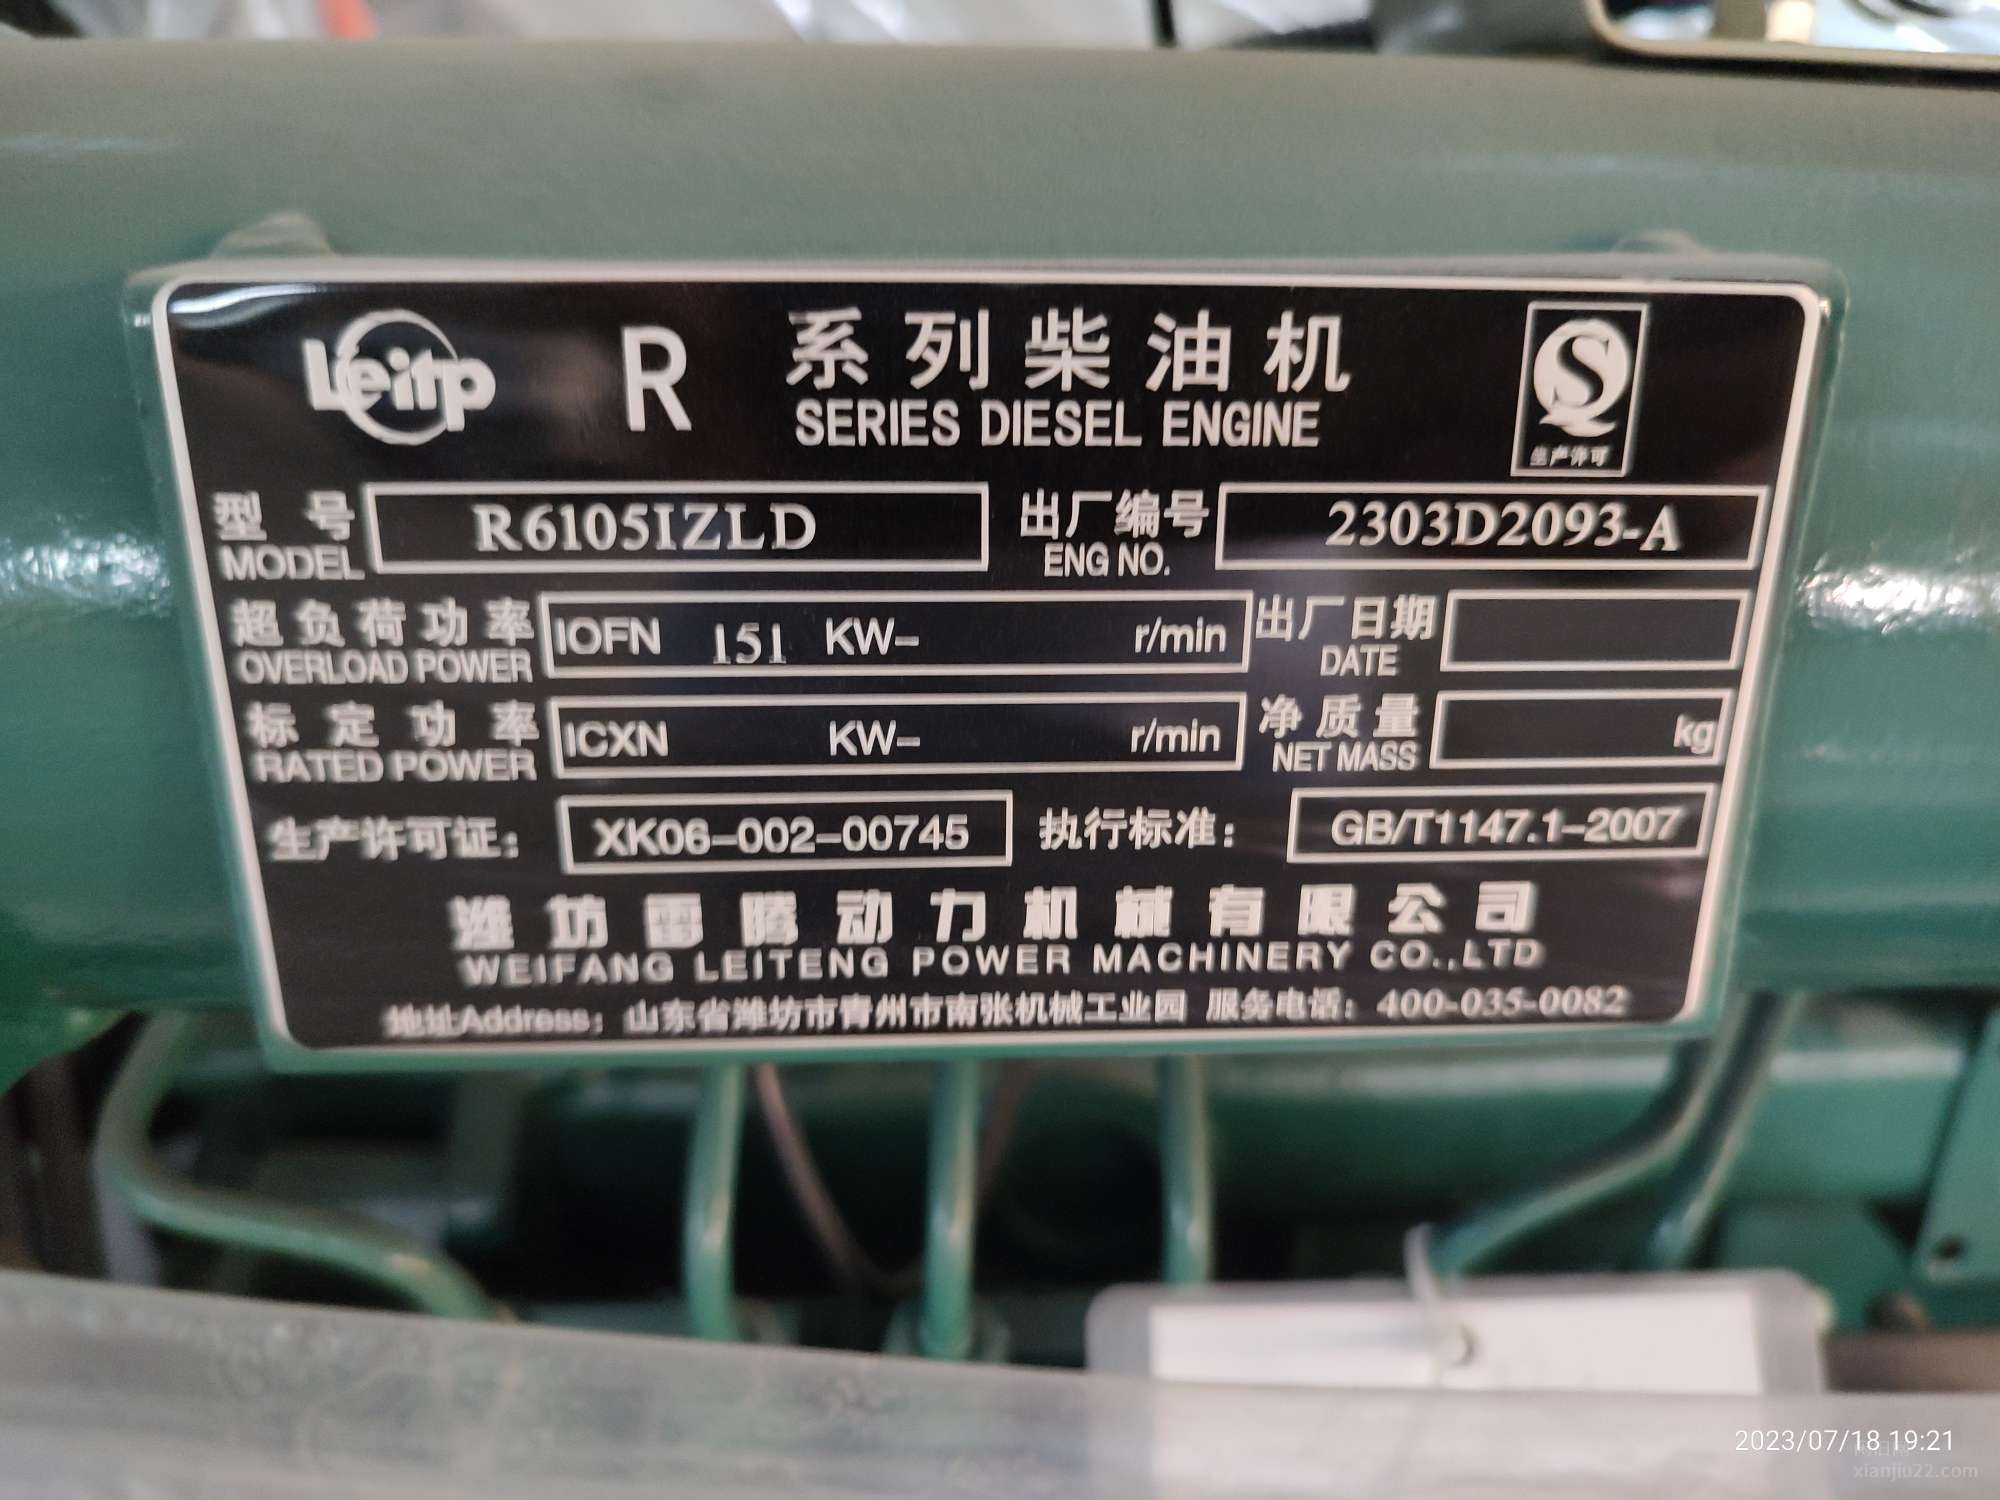 Leitp R 系列柴油机
SERIES DIESEL ENGINE
生产许可
型号 R6105IZLD 出厂编号 2303D2093-A
MODEL ENG NO.
超负荷功率 IOFN 151 KW- r/min 出厂日期
OVERLOAD POWER DATE
标定功率 ICXN KW- r/min 净质量 kg
RATED POWER NET MASS
生产许可证: XK06-002-00745 执行标准: GB/T1147.1-2007
潍坊雷腾动力机械有限公司
WEIFANG LEITENG POWER MACHINERY CO.,LTD
地址Address: 山东省潍坊市青州市南张机械工业园 服务电话: 400-035-0082
2023/07/18 19:21
xianjiu22.com